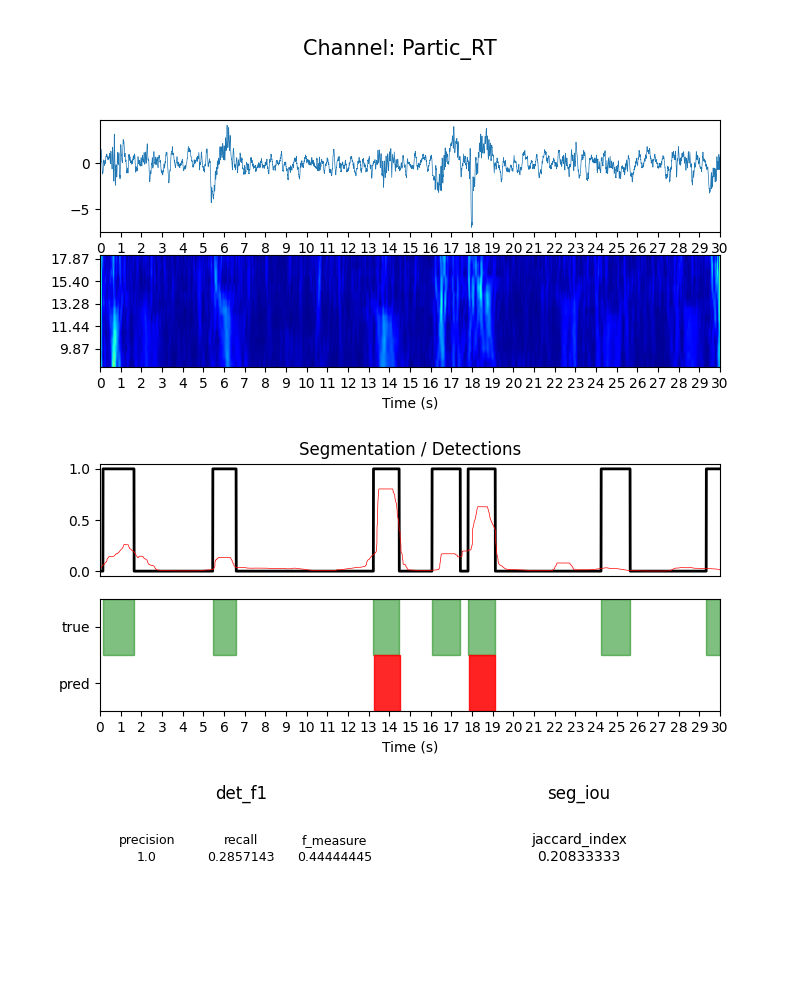 Channel: Partic_RT
0
−5
0 1 2 3 4 5 6 7 8 9 10 11 12 13 14 15 16 17 18 19 20 21 22 23 24 25 26 27 28 29 30
17.87
15.40
13.28
11.44
9.87
0 1 2 3 4 5 6 7 8 9 10 11 12 13 14 15 16 17 18 19 20 21 22 23 24 25 26 27 28 29 30
Time (s)
Segmentation / Detections
1.0
0.5
0.0
true
pred
0 1 2 3 4 5 6 7 8 9 10 11 12 13 14 15 16 17 18 19 20 21 22 23 24 25 26 27 28 29 30
Time (s)
det_f1 seg_iou
precision recall f_measure jaccard_index
1.0 0.2857143 0.44444445 0.20833333